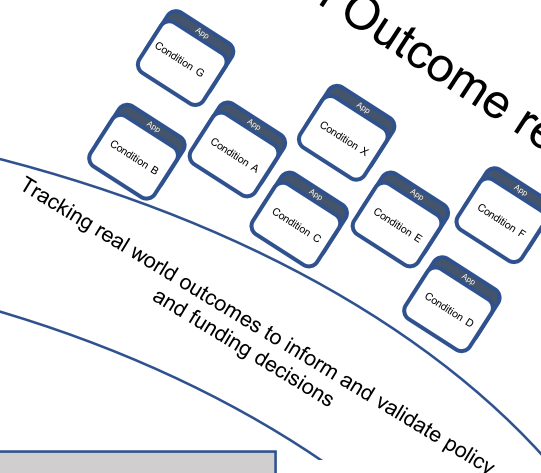 Outcome
App
Condition G
App
Condition B
App
Condition A
App
Condition X
App
Condition C
App
Condition E
App
Condition F
App
Condition D
Tracking real world outcomes to inform and validate policy
and funding decisions